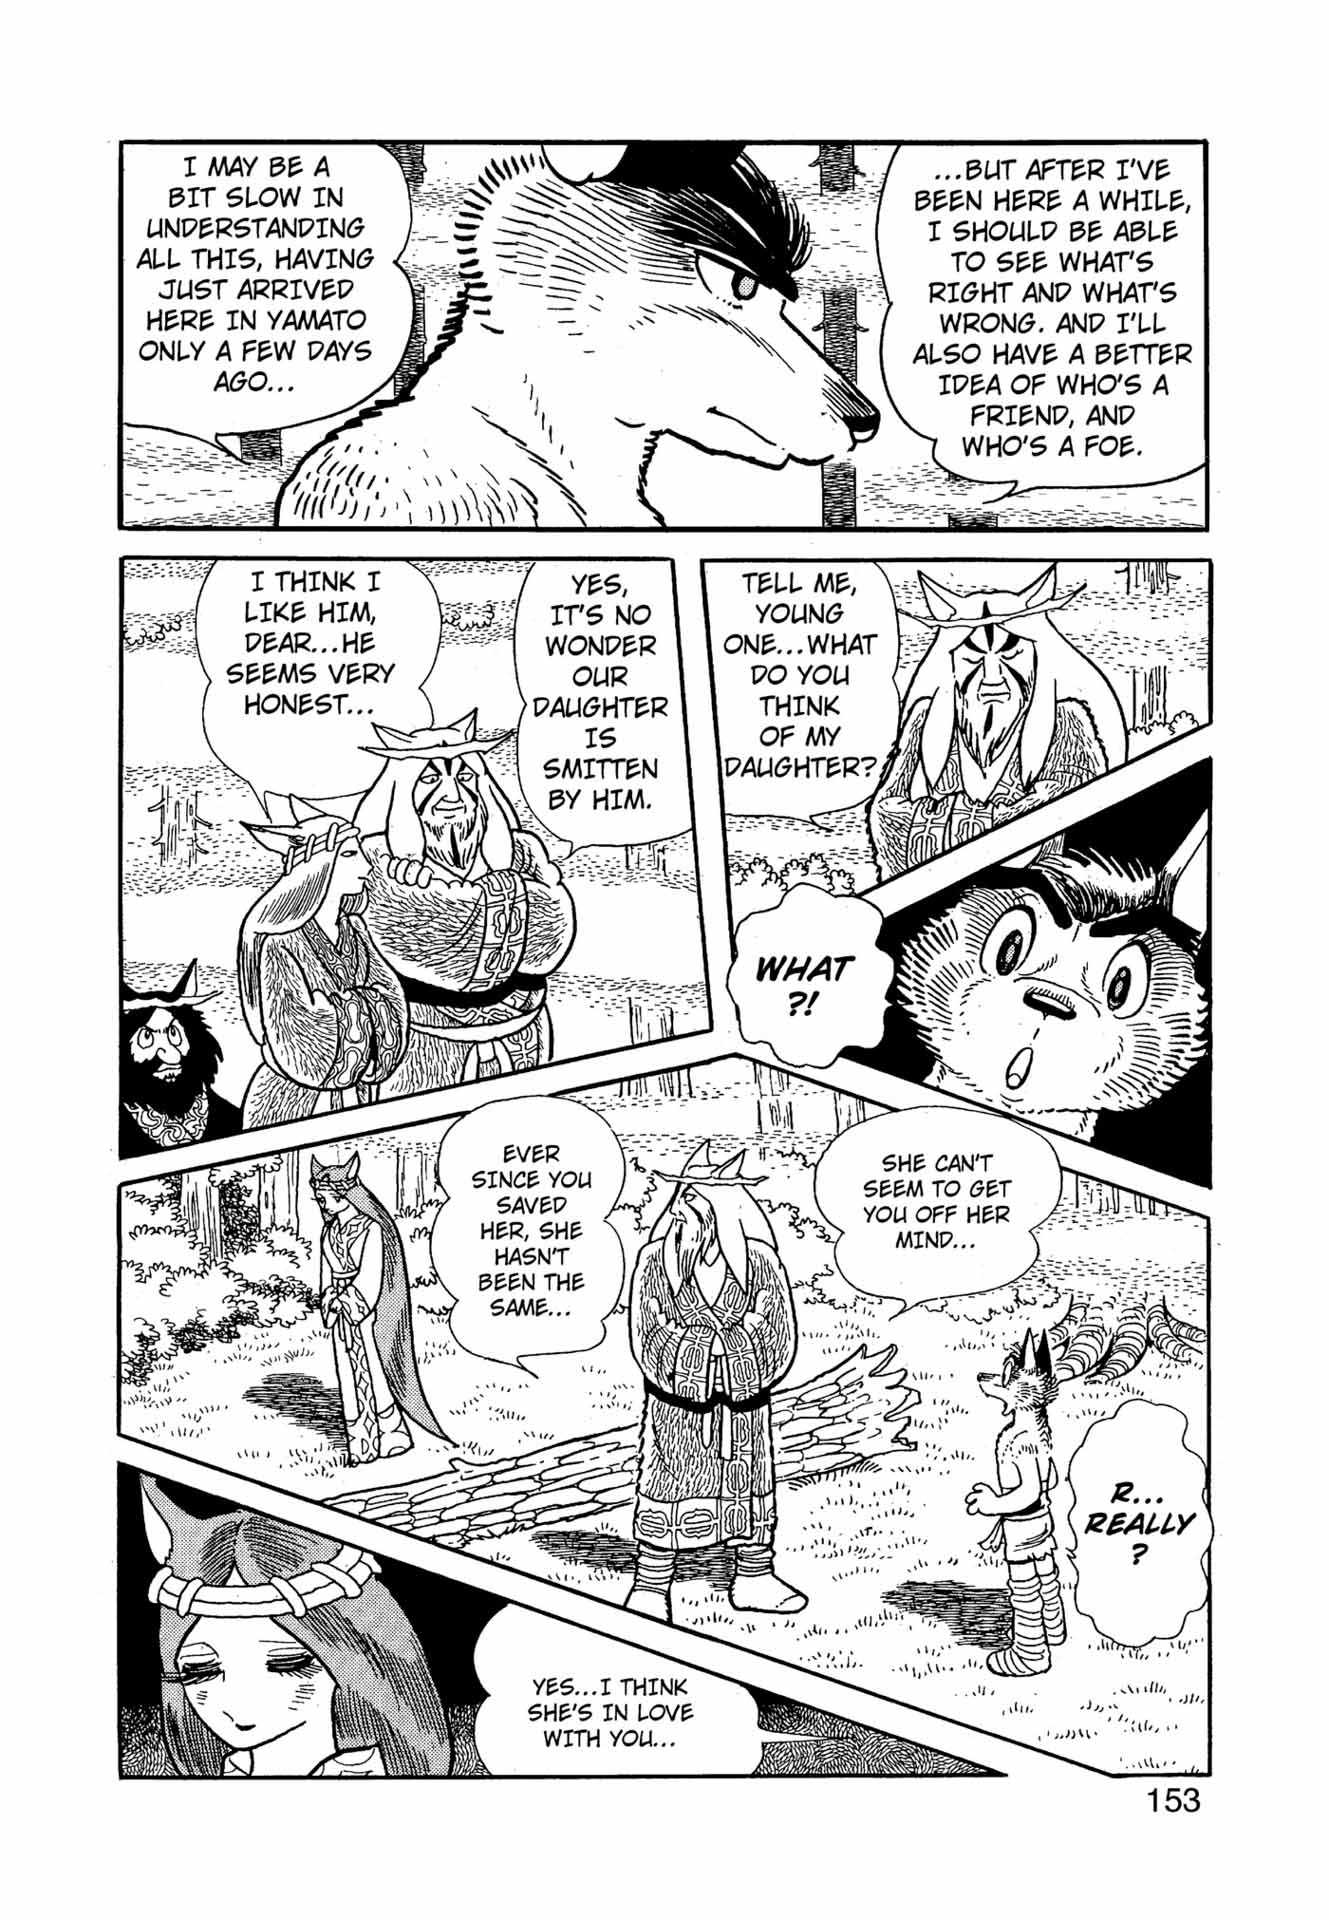 I MAY BE A
BIT SLOW IN
UNDERSTANDING
ALL THIS, HAVING
JUST ARRIVED
HERE IN YAMATO
ONLY A FEW DAYS
AGO...
...BUT AFTER I'VE
BEEN HERE A WHILE,
I SHOULD BE ABLE
TO SEE WHAT'S
RIGHT AND WHAT'S
WRONG. AND I'LL
ALSO HAVE A BETTER
IDEA OF WHO'S A
FRIEND, AND
WHO'S A FOE.
I THINK I
LIKE HIM,
DEAR...HE
SEEMS VERY
HONEST...
YES,
IT'S NO
WONDER
OUR
DAUGHTER
IS
SMITTEN
BY HIM.
TELL ME,
YOUNG
ONE...WHAT
DO YOU
THINK
OF MY
DAUGHTER?
WHAT
?!
EVER
SINCE YOU
SAVED
HER, SHE
HASN'T
BEEN THE
SAME...
SHE CAN'T
SEEM TO GET
YOU OFF HER
MIND...
R...
REALLY
?
YES...I THINK
SHE'S IN LOVE
WITH YOU...
153